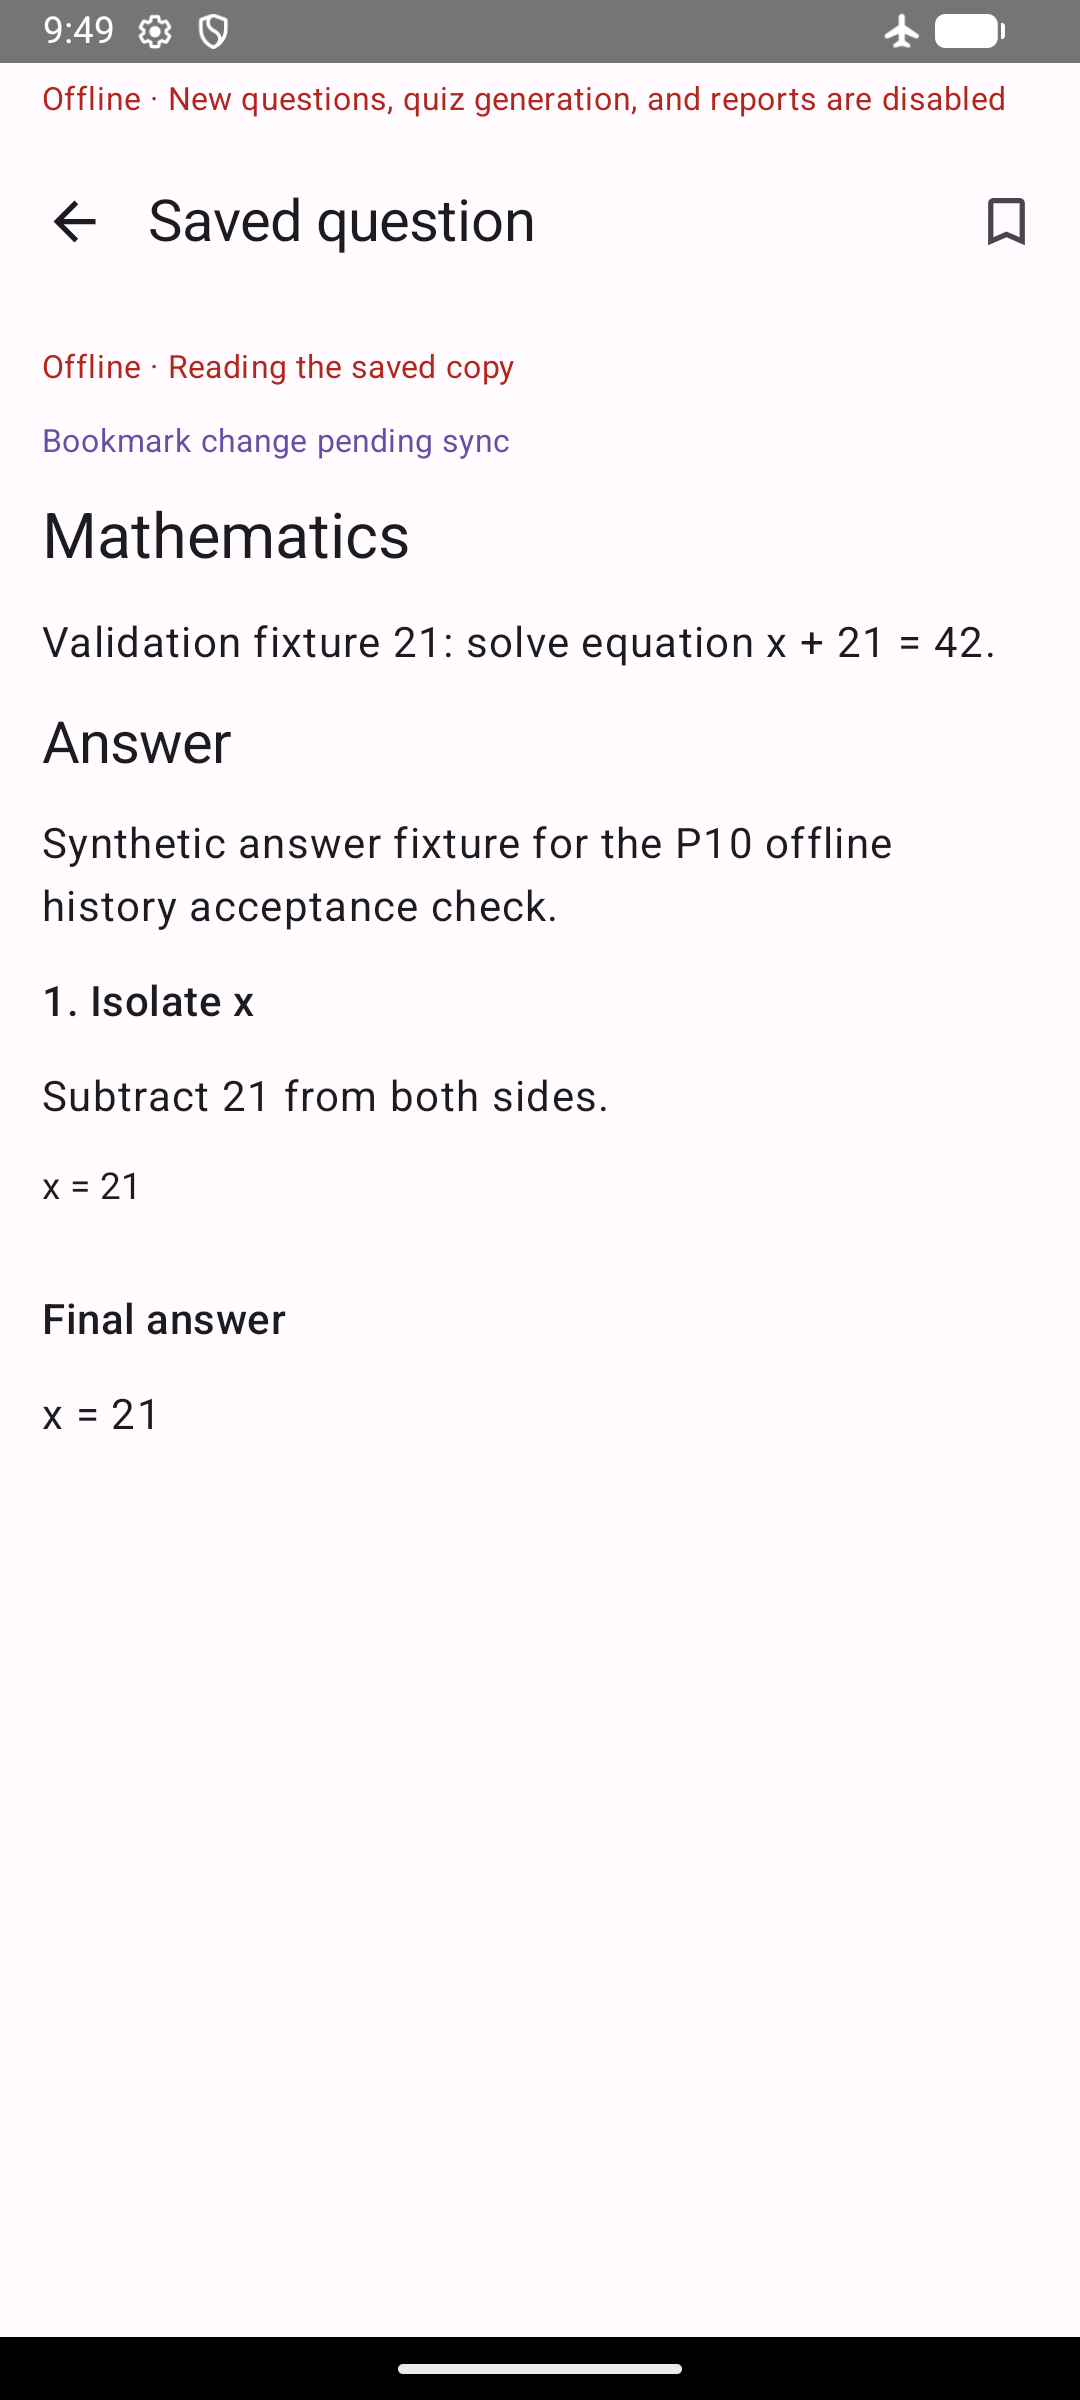 9:49
Offline · New questions, quiz generation, and reports are disabled
Saved question
Offline · Reading the saved copy
Bookmark change pending sync
Mathematics
Validation fixture 21: solve equation x + 21 = 42.
Answer
Synthetic answer fixture for the P10 offline
history acceptance check.
1. Isolate x
Subtract 21 from both sides.
x = 21
Final answer
x = 21